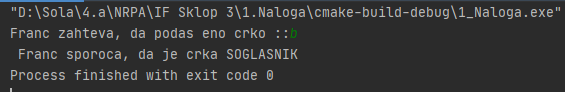 "D:\Sola\4.a\NRPA\IF Sklop 3\1.Naloga\cmake-build-debug\1_Naloga.exe"
Franc zahteva, da podas eno crko ::b
Franc sporoca, da je crka SOGLASNIK
Process finished with exit code 0